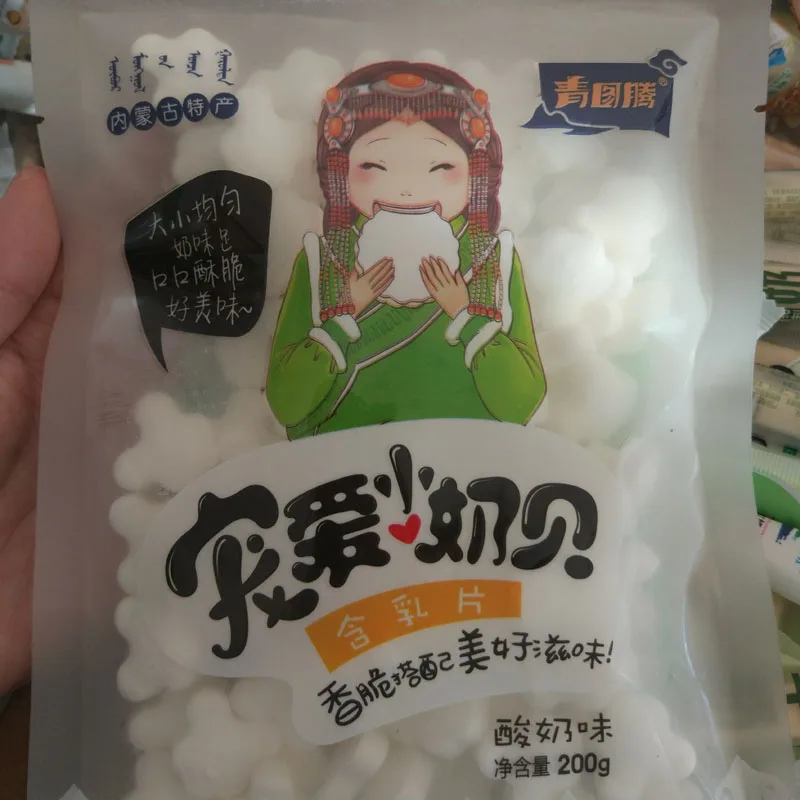 内蒙古特产
青图腾®
大小均匀
奶味足
口口酥脆
好美味~
宠爱小奶贝
含乳片
香脆搭配美好滋味!
酸奶味
净含量 200g